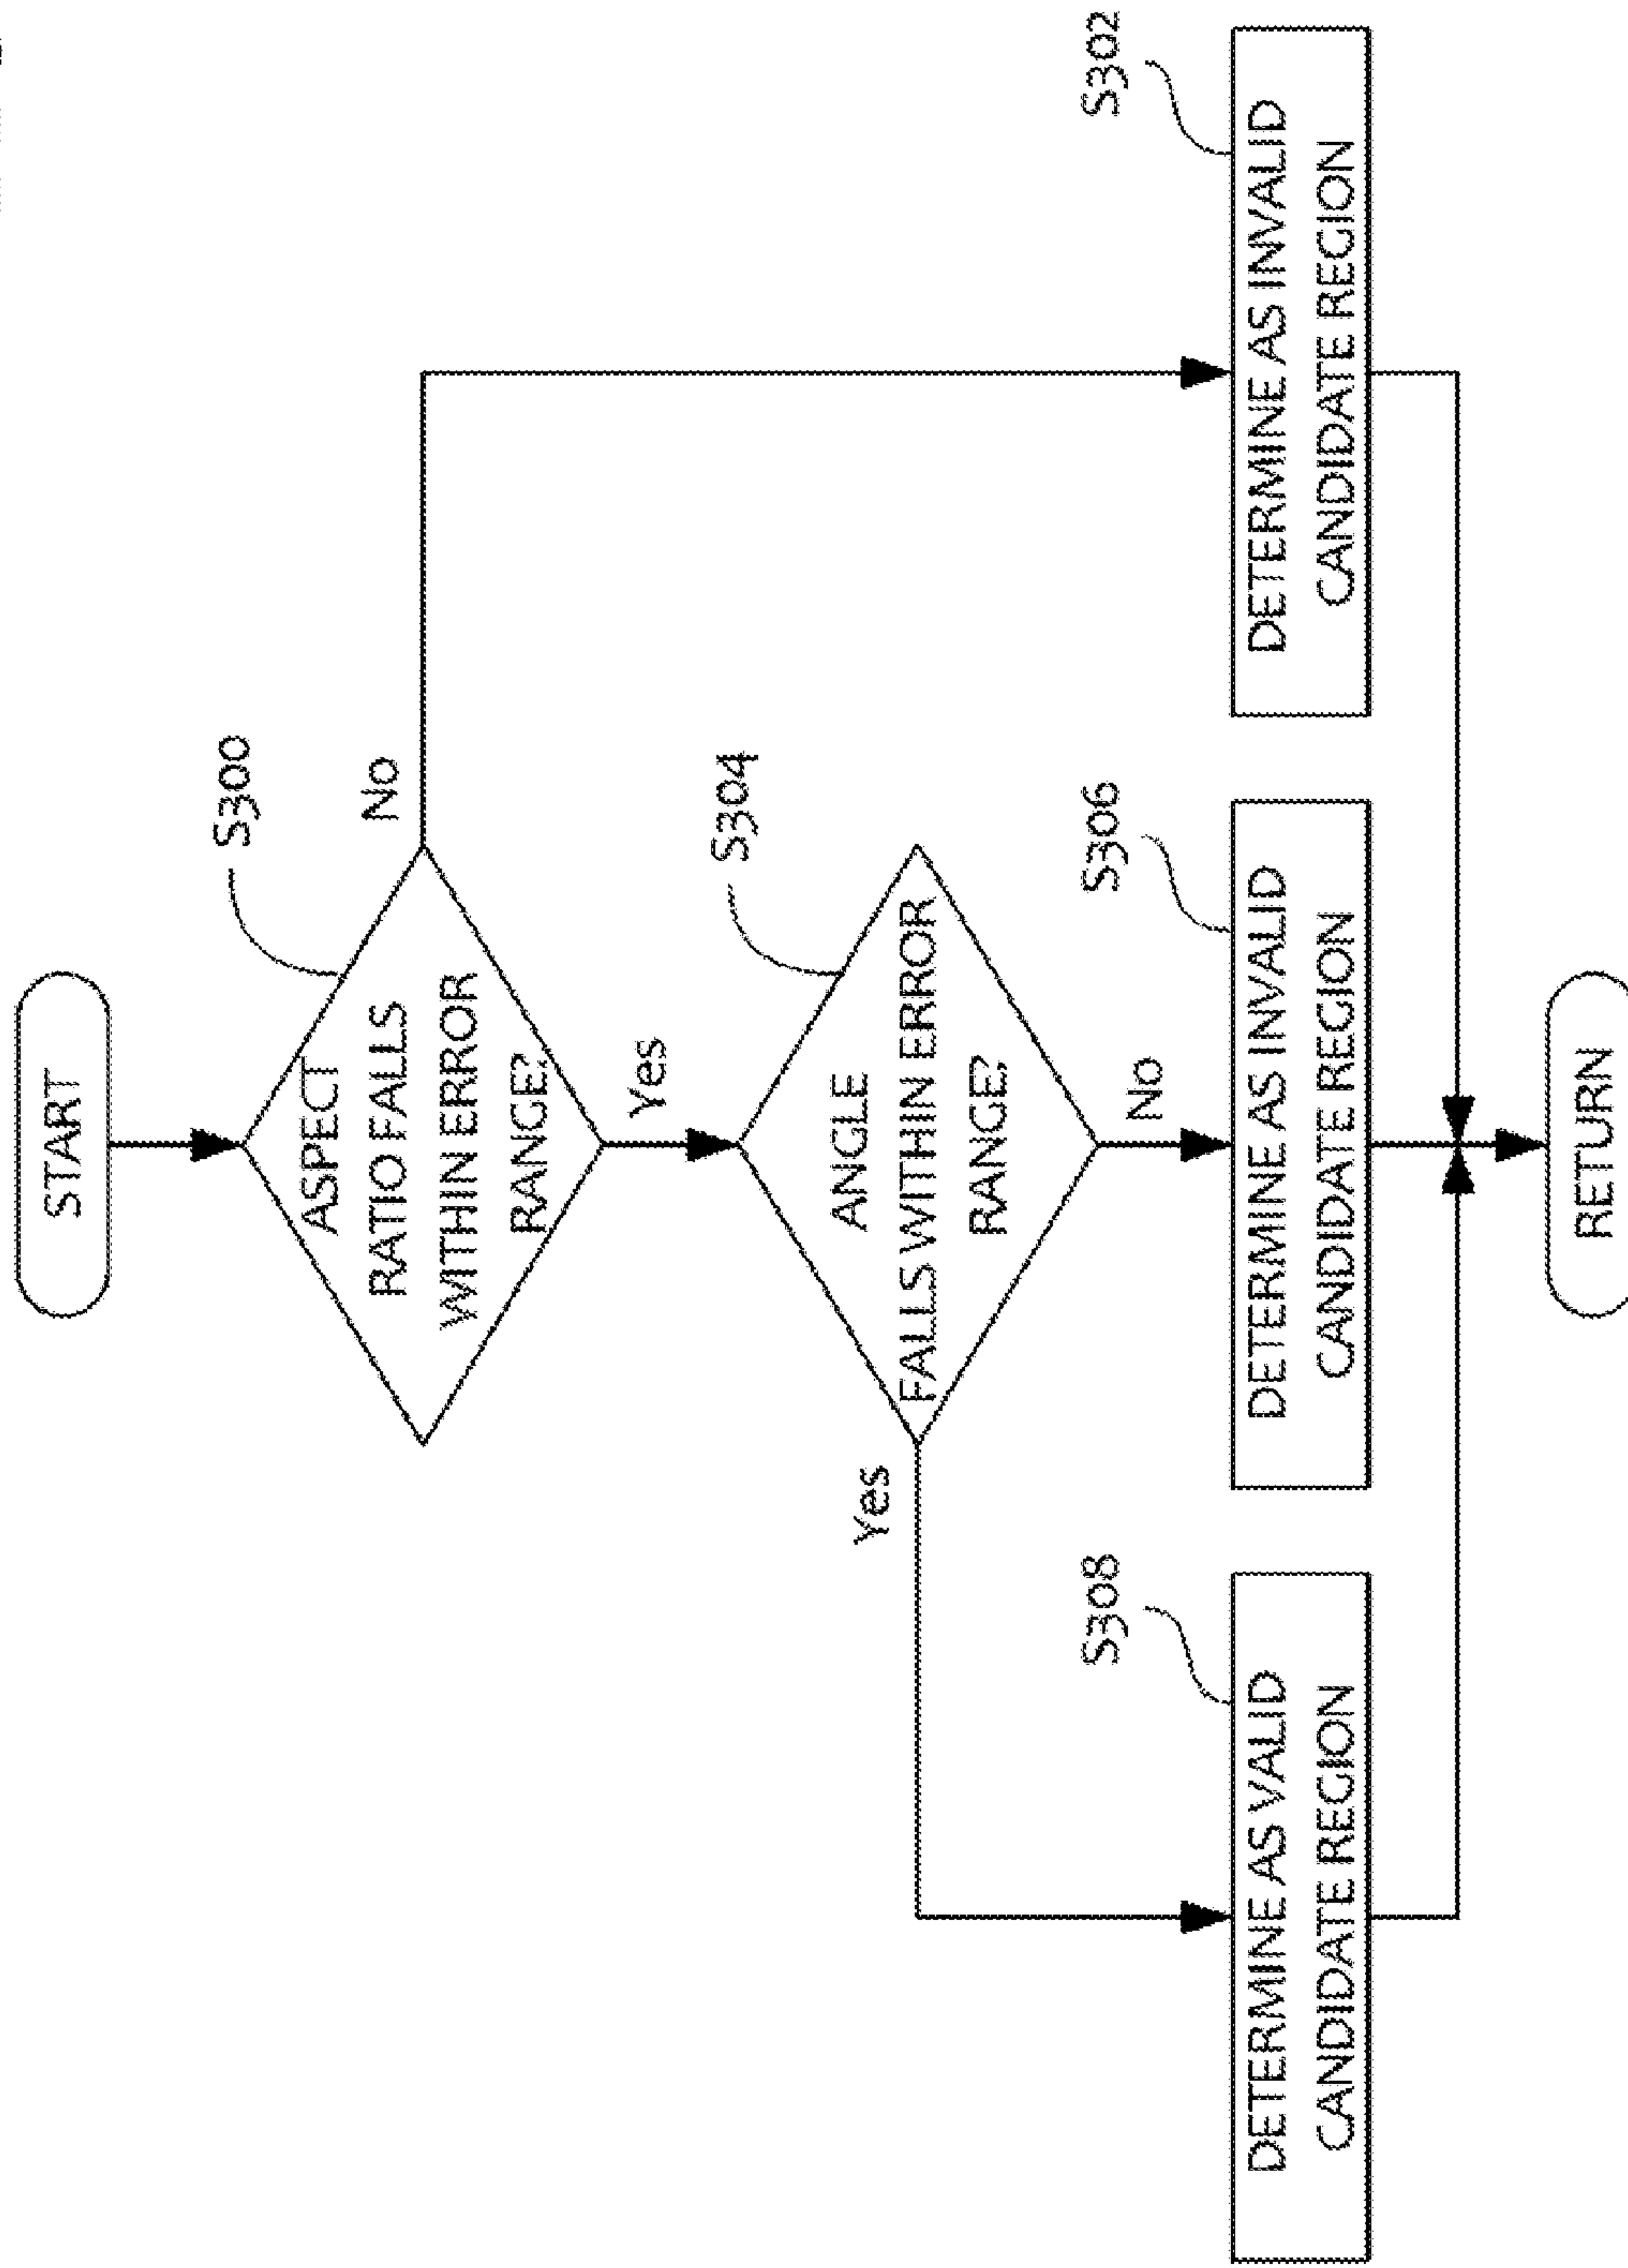 START
S300
ASPECT
RATIO FALLS
WITHIN ERROR
RANGE?
No
Yes
S304
ANGLE
FALLS WITHIN ERROR
RANGE?
Yes
No
S308
DETERMINE AS VALID
CANDIDATE REGION
S306
DETERMINE AS INVALID
CANDIDATE REGION
S302
DETERMINE AS INVALID
CANDIDATE REGION
RETURN